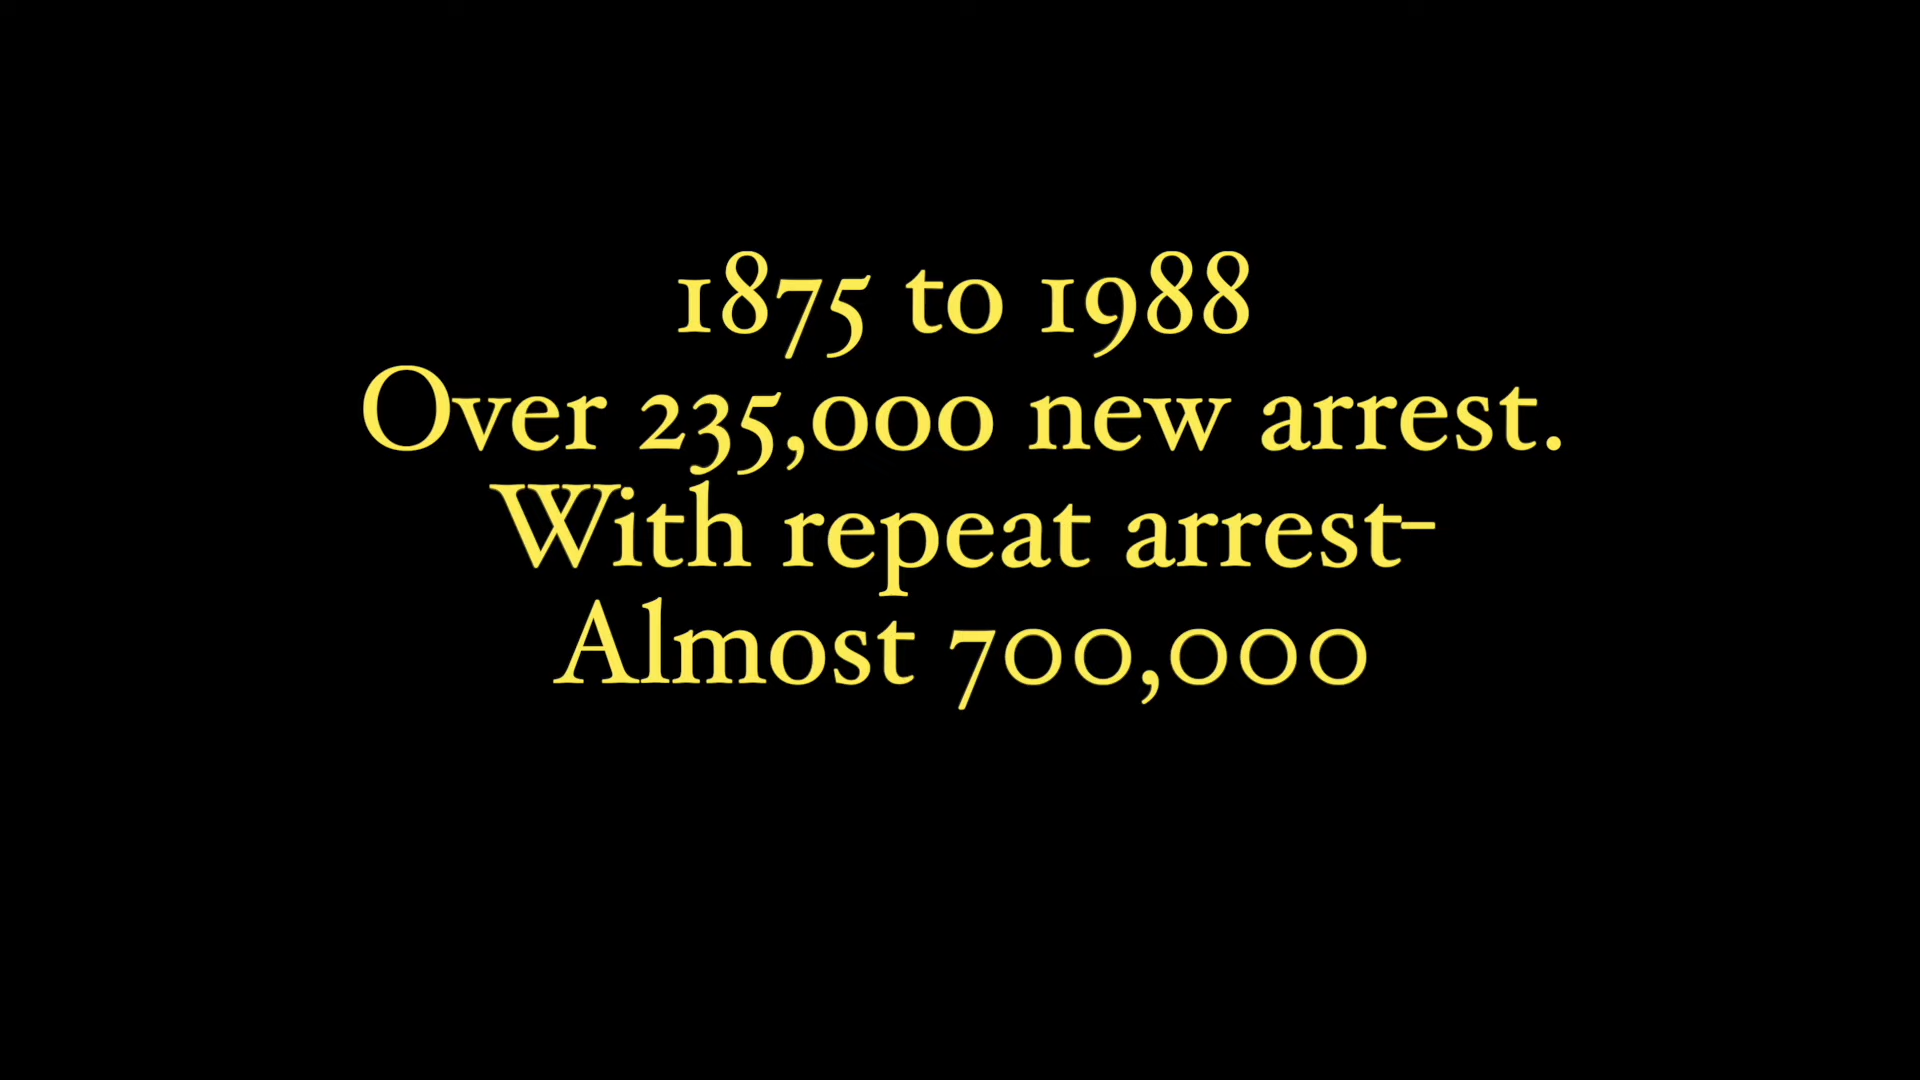 1875 to 1988
Over 235,000 new arrest.
With repeat arrest-
Almost 700,000